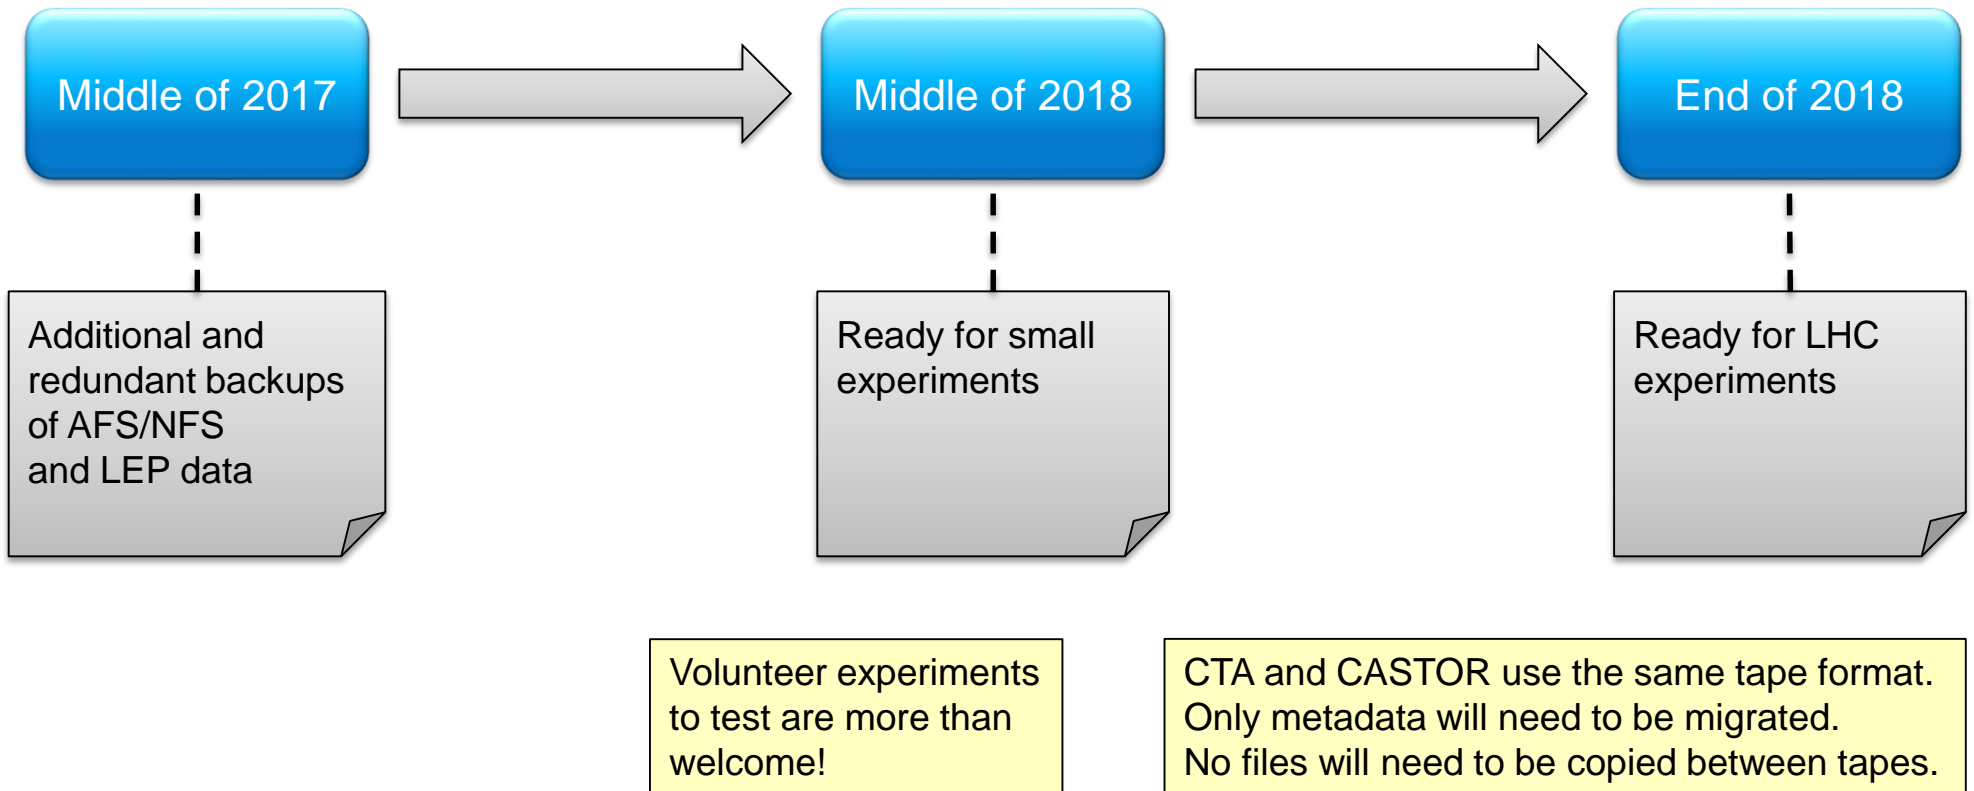 Middle of 2017
Middle of 2018
End of 2018
Additional and
redundant backups
of AFS/NFS
and LEP data
Ready for small
experiments
Ready for LHC
experiments
Volunteer experiments
to test are more than
welcome!
CTA and CASTOR use the same tape format.
Only metadata will need to be migrated.
No files will need to be copied between tapes.